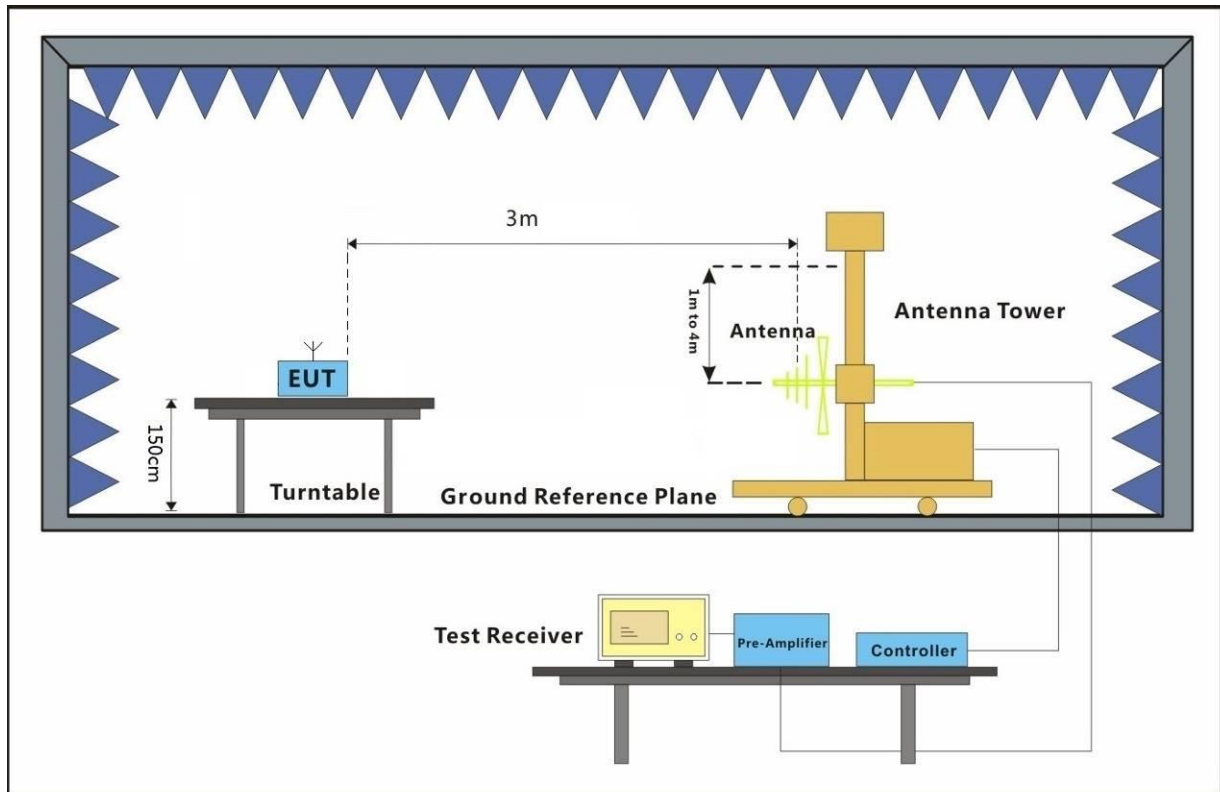 3m
1m to 4m
Antenna
Antenna Tower
EUT
150cm
Turntable
Ground Reference Plane
Test Receiver
Pre-Amplifier
Controller